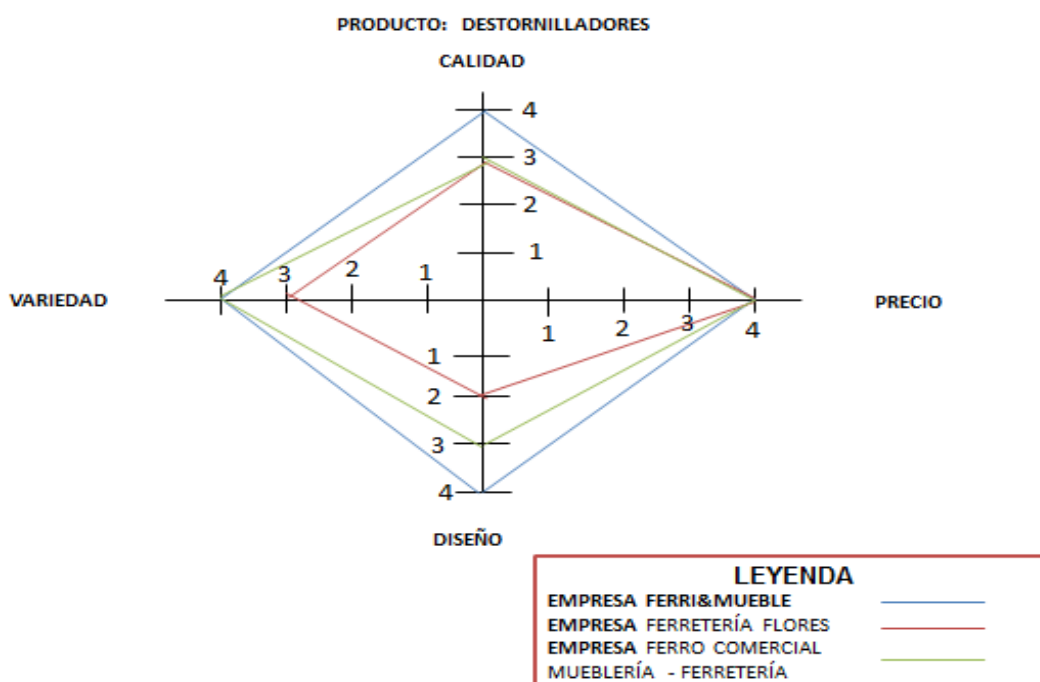 PRODUCTO: DESTORNILLADORES
CALIDAD
4
3
2
1
4
3
2
1
VARIEDAD
PRECIO
1
2
3
4
1
2
3
4
DISEÑO
LEYENDA
EMPRESA FERRI&MUEBLE
EMPRESA FERRETERÍA FLORES
EMPRESA FERRO COMERCIAL
MUEBLERÍA - FERRETERÍA